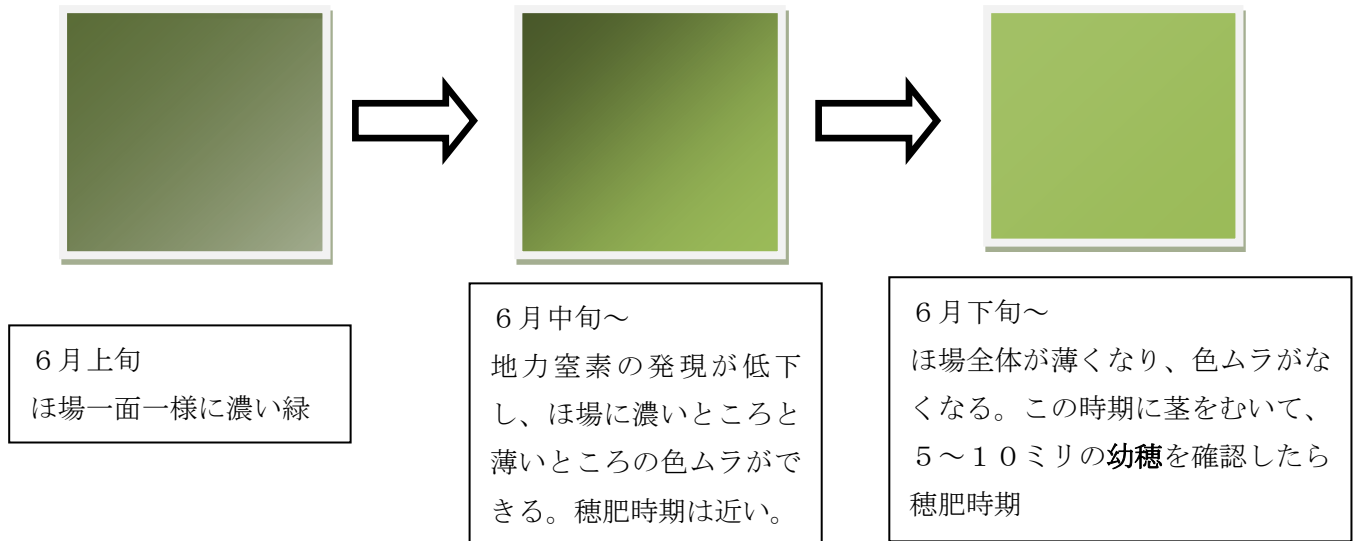 ６月上旬
ほ場一面一様に濃い緑
６月中旬～
地力窒素の発現が低下
し、ほ場に濃いところと
薄いところの色ムラがで
きる。穂肥時期は近い。
６月下旬～
ほ場全体が薄くなり、色ムラがな
くなる。この時期に茎をむいて、
５～１０ミリの幼穂を確認したら
穂肥時期